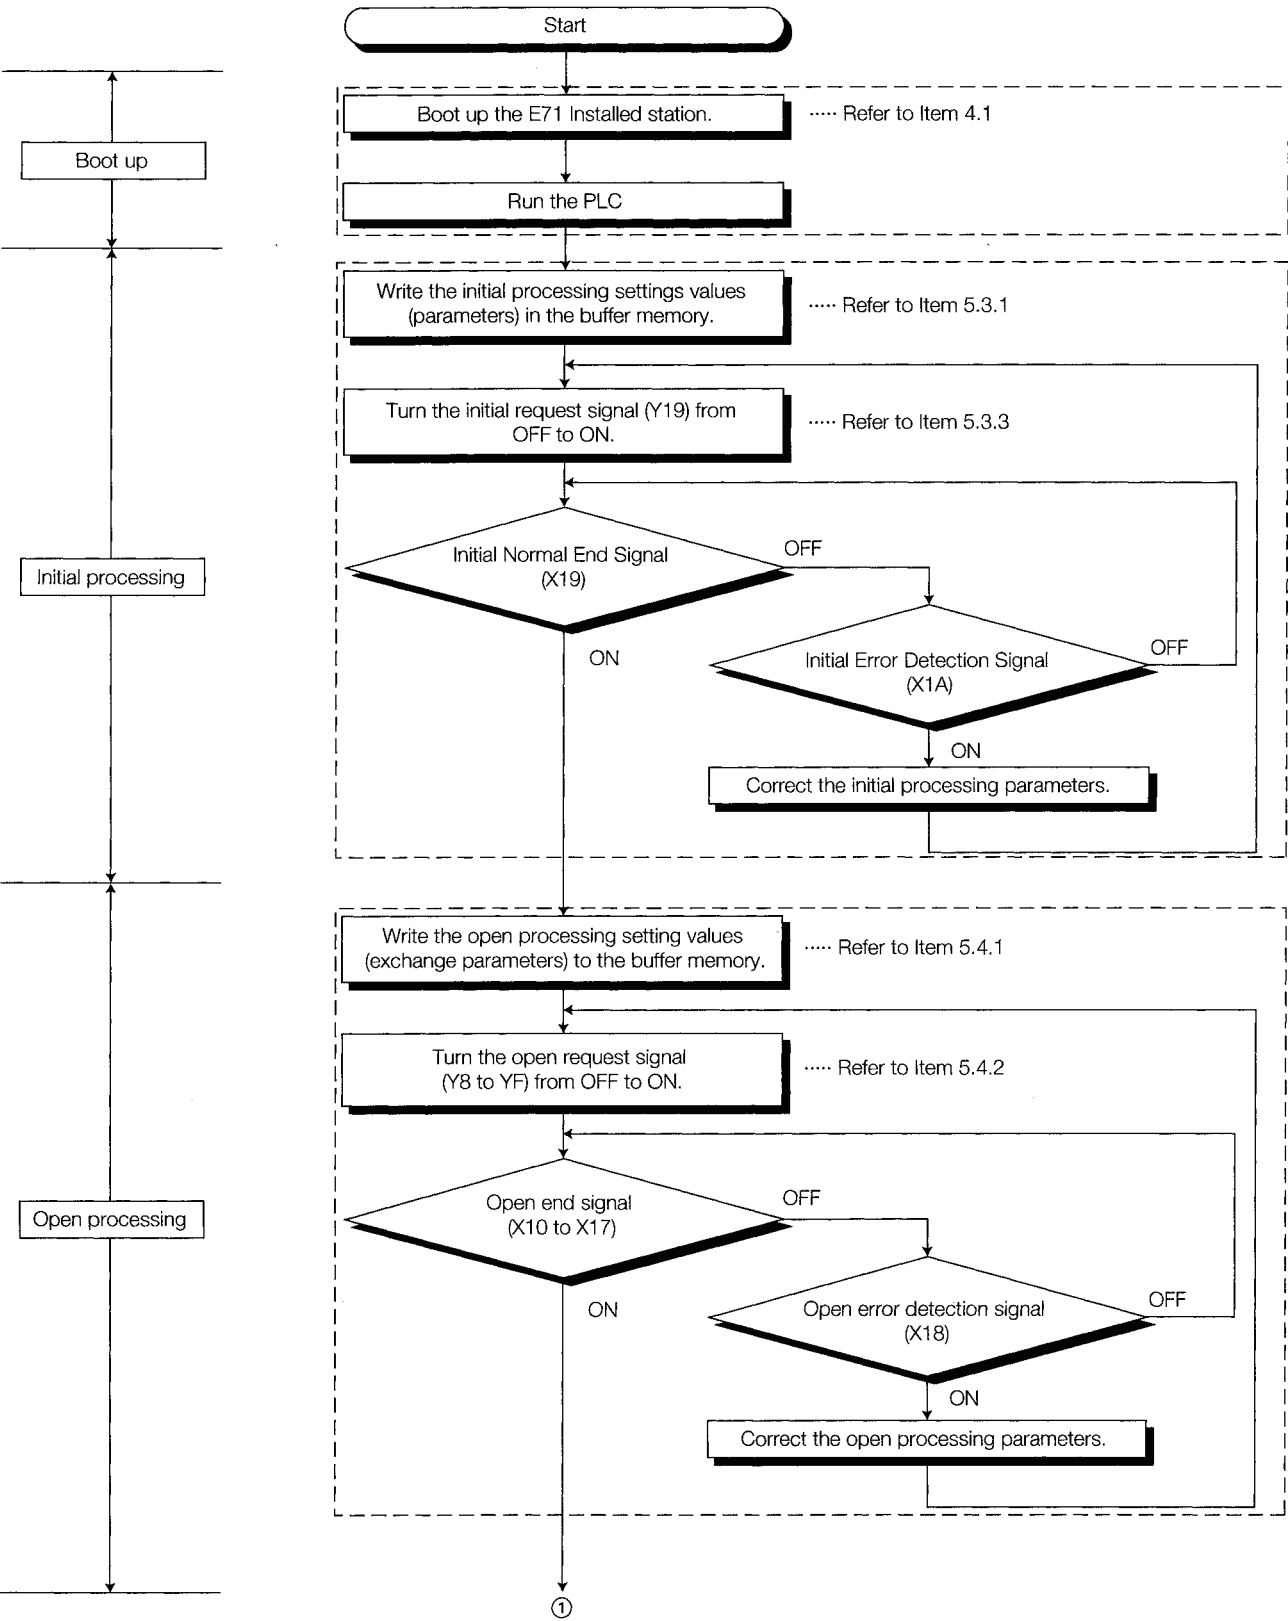 Start
Boot up the E71 Installed station.
····· Refer to Item 4.1
Boot up
Run the PLC
Write the initial processing settings values
(parameters) in the buffer memory.
····· Refer to Item 5.3.1
Turn the initial request signal (Y19) from
OFF to ON.
····· Refer to Item 5.3.3
Initial Normal End Signal
(X19)
OFF
Initial processing
ON
Initial Error Detection Signal
(X1A)
OFF
ON
Correct the initial processing parameters.
Write the open processing setting values
(exchange parameters) to the buffer memory.
····· Refer to Item 5.4.1
Turn the open request signal
(Y8 to YF) from OFF to ON.
····· Refer to Item 5.4.2
Open end signal
(X10 to X17)
OFF
Open processing
ON
Open error detection signal
(X18)
OFF
ON
Correct the open processing parameters.
①